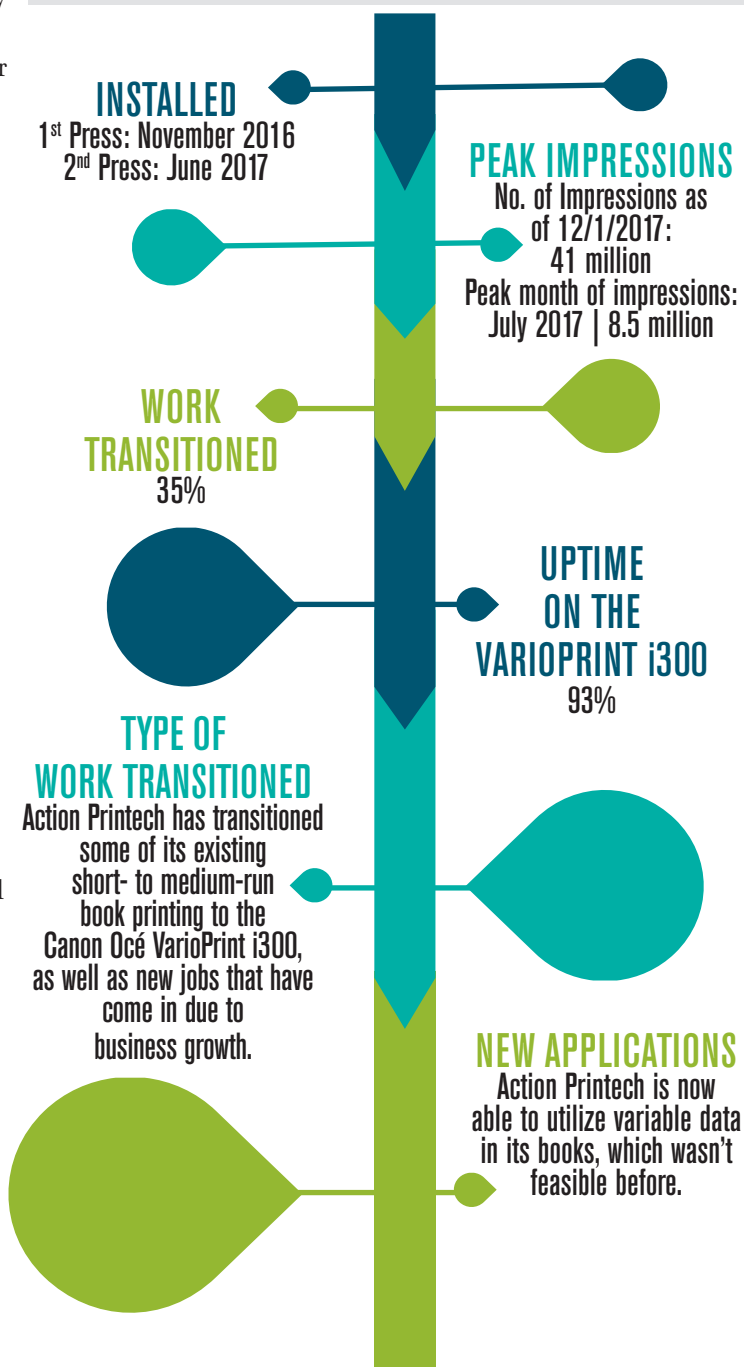 INSTALLED
1st Press: November 2016
2nd Press: June 2017
PEAK IMPRESSIONS
No. of Impressions as
of 12/1/2017:
41 million
Peak month of impressions:
July 2017 | 8.5 million
WORK
TRANSITIONED
35%
UPTIME
ON THE
VARIOPRINT i300
93%
TYPE OF
WORK TRANSITIONED
Action Printech has transitioned
some of its existing
short- to medium-run
book printing to the
Canon Océ VarioPrint i300,
as well as new jobs that have
come in due to
business growth.
NEW APPLICATIONS
Action Printech is now
able to utilize variable data
in its books, which wasn't
feasible before.